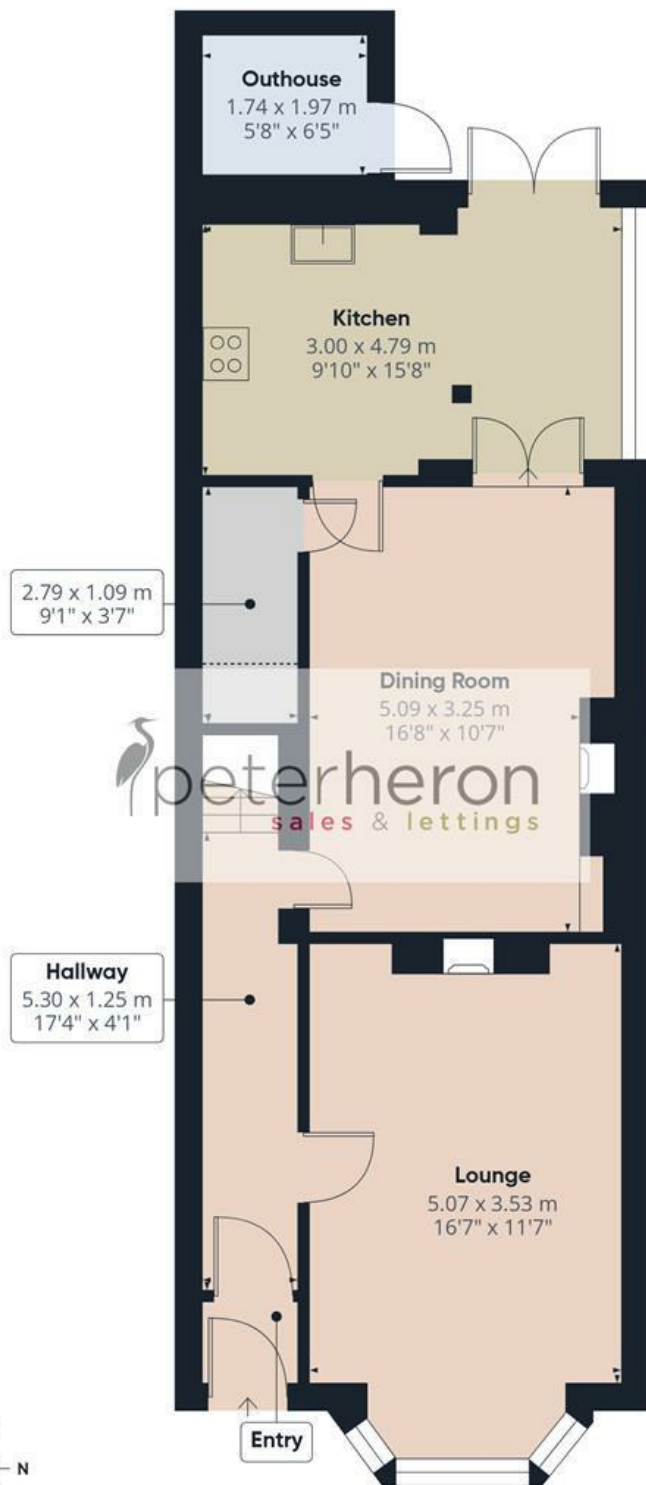 Outhouse
1.74 x 1.97 m
5'8" x 6'5"
Kitchen
3.00 x 4.79 m
9'10" x 15'8"
2.79 x 1.09 m
9'1" x 3'7"
Dining Room
5.09 x 3.25 m
16'8" x 10'7"
peterheron
sales & lettings
Hallway
5.30 x 1.25 m
17'4" x 4'1"
Lounge
5.07 x 3.53 m
16'7" x 11'7"
Entry
N